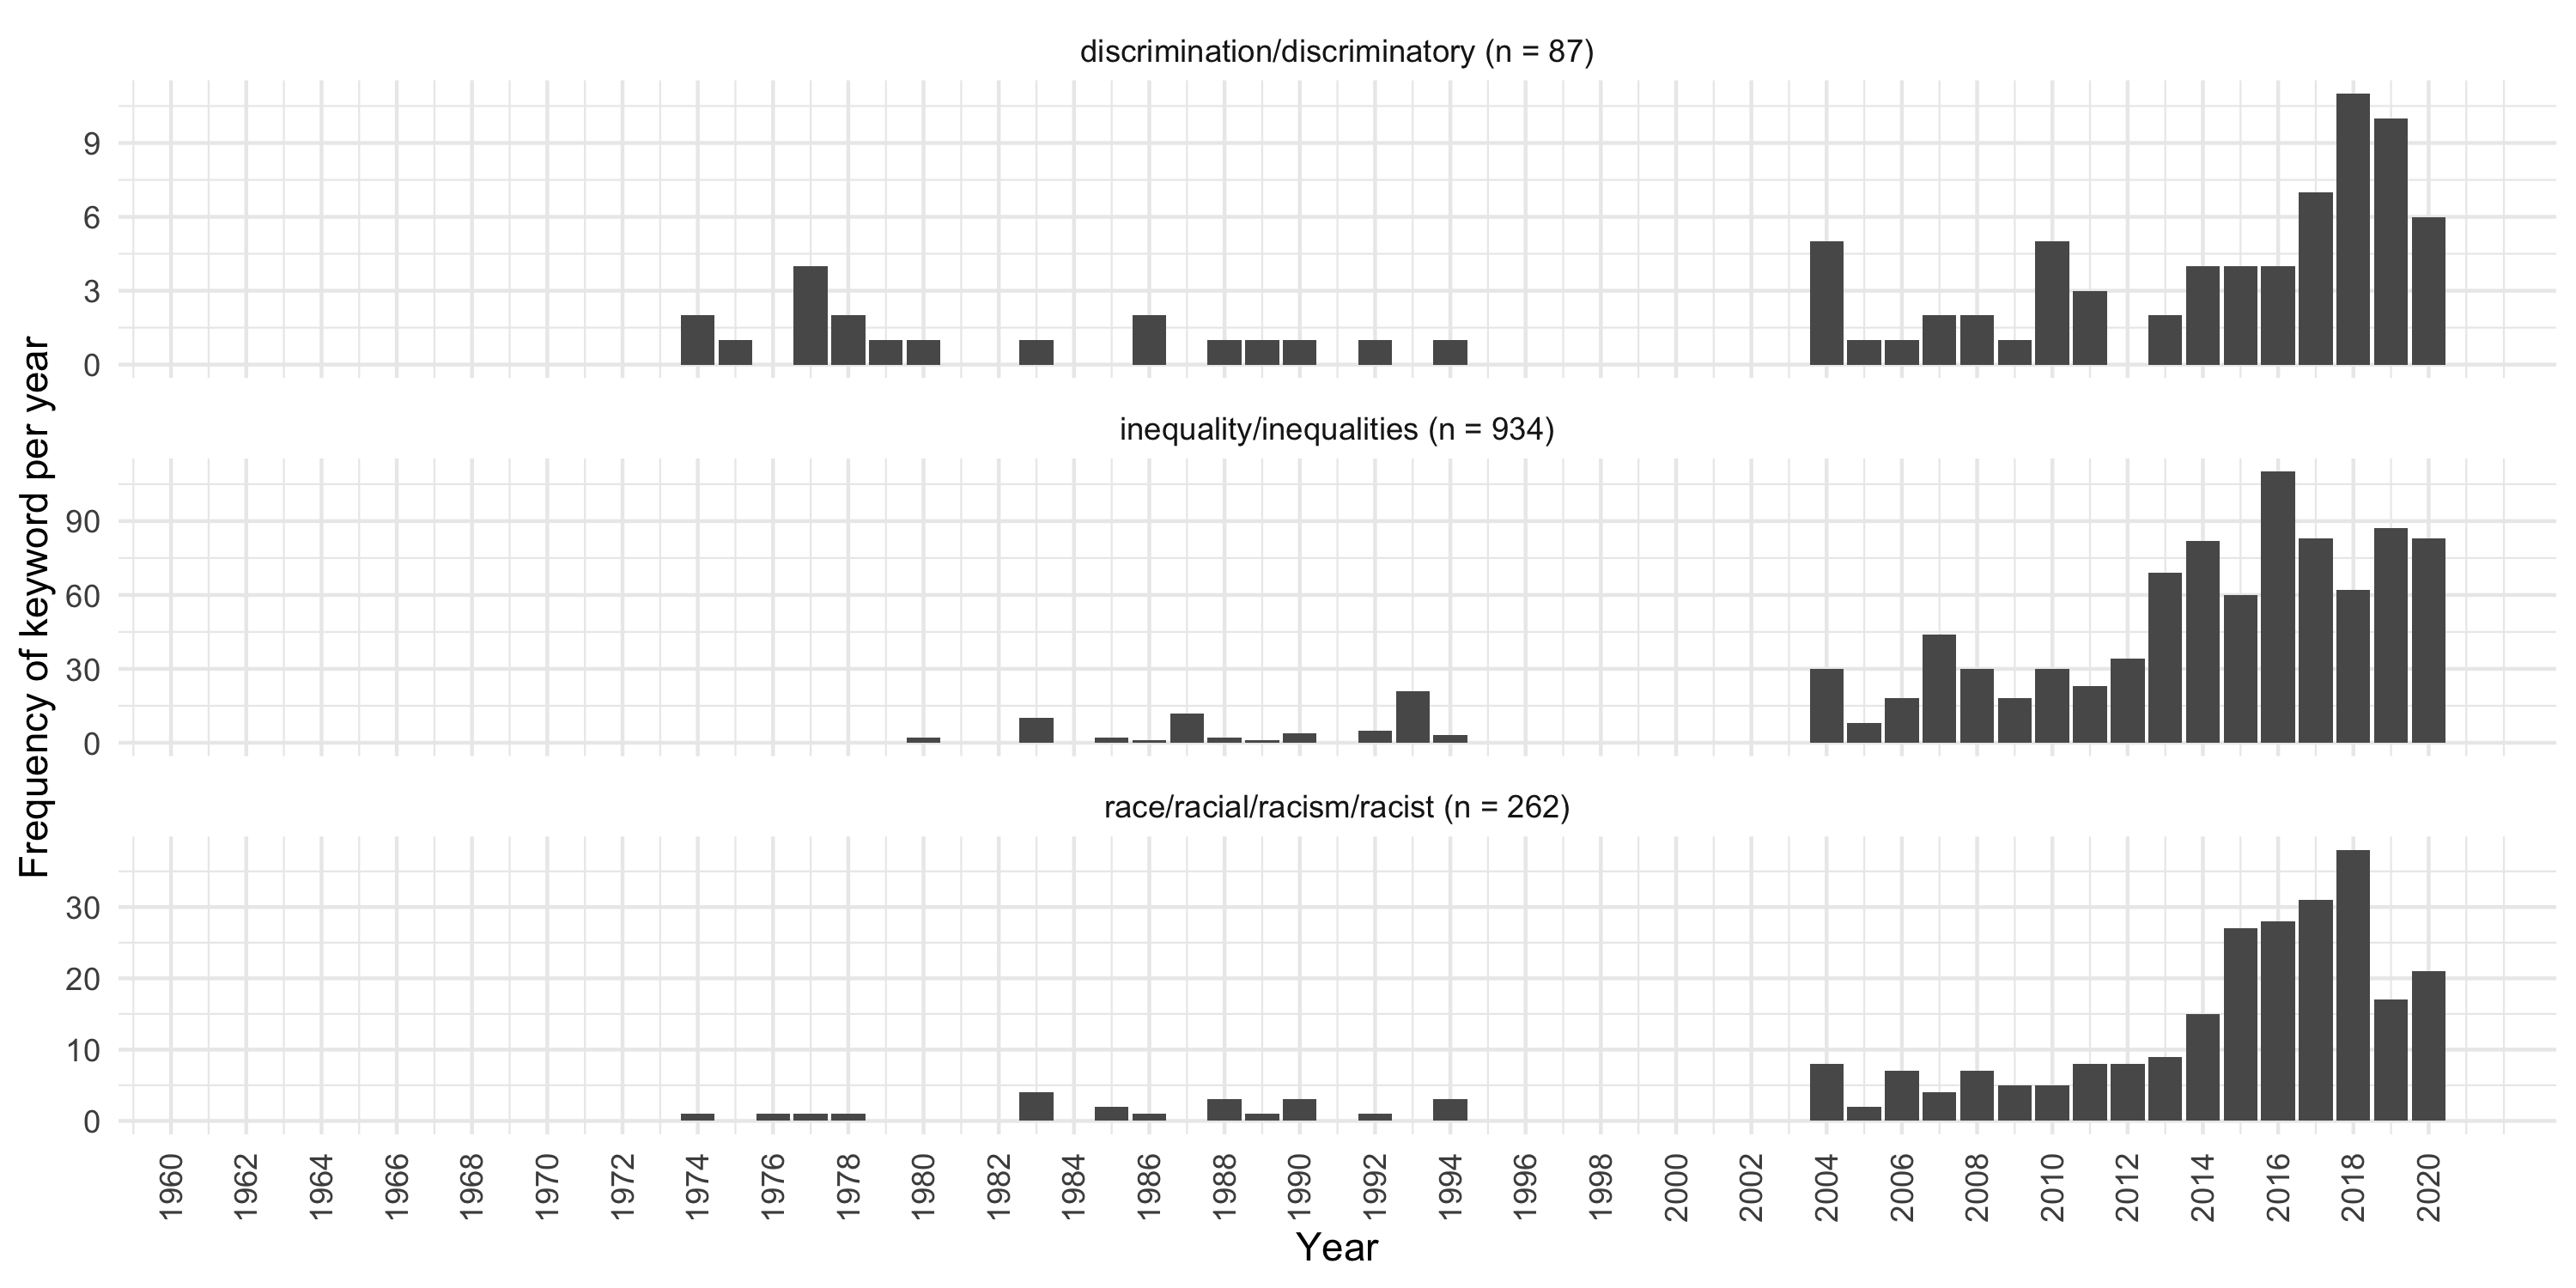 discrimination/discriminatory (n = 87)
9
6
3
0
inequality/inequalities (n = 934)
90
60
30
0
race/racial/racism/racist (n = 262)
30
20
10
0
Frequency of keyword per year
1960 1962 1964 1966 1968 1970 1972 1974 1976 1978 1980 1982 1984 1986 1988 1990 1992 1994 1996 1998 2000 2002 2004 2006 2008 2010 2012 2014 2016 2018 2020
Year